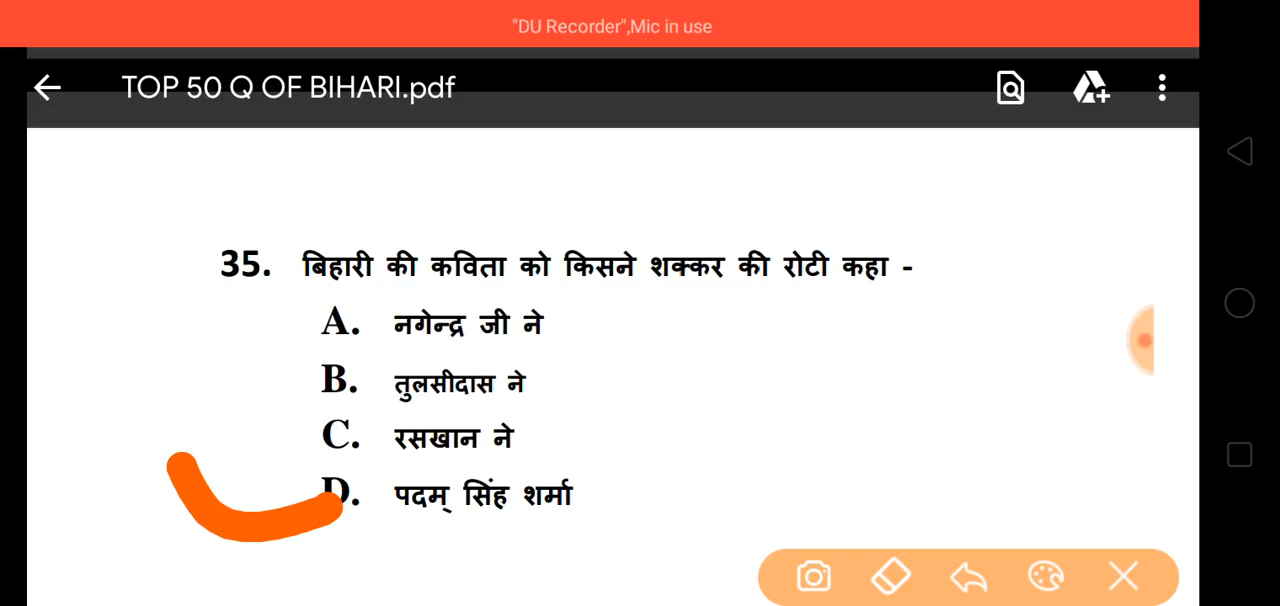 "DU Recorder",Mic in use
TOP 50 Q OF BIHARI.pdf
35. बिहारी की कविता को किसने शक्कर की रोटी कहा -
A. नगेन्द्र जी ने
B. तुलसीदास ने
C. रसखान ने
D. पदम् सिंह शर्मा